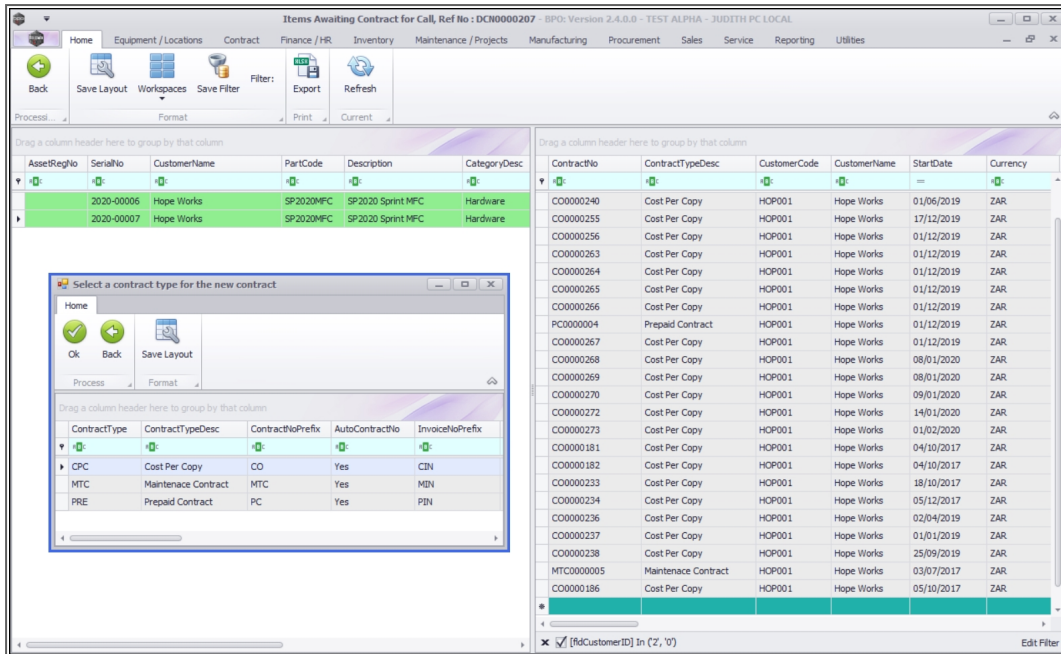 Items Awaiting Contract for Call, Ref No : DCN0000207 - BPO: Version 2.4.0.0 - TEST ALPHA - JUDITH PC LOCAL
Home Equipment / Locations Contract Finance / HR Inventory Maintenance / Projects Manufacturing Procurement Sales Service Reporting Utilities
Back Save Layout Workspaces Save Filter Filter: Export Refresh
Processi... Format Print Current
Drag a column header here to group by that column
AssetRegNo SerialNo CustomerName PartCode Description CategoryDesc
2020-00006 Hope Works SP2020MFC SP2020 Sprint MFC Hardware
2020-00007 Hope Works SP2020MFC SP2020 Sprint MFC Hardware
Select a contract type for the new contract
Home
Ok Back Save Layout
Process Format
Drag a column header here to group by that column
ContractType ContractTypeDesc ContractNoPrefix AutoContractNo InvoiceNoPrefix
CPC Cost Per Copy CO Yes CIN
MTC Maintenace Contract MTC Yes MIN
PRE Prepaid Contract PC Yes PIN
Drag a column header here to group by that column
ContractNo ContractTypeDesc CustomerCode CustomerName StartDate Currency
=
CO0000240 Cost Per Copy HOP001 Hope Works 01/06/2019 ZAR
CO0000255 Cost Per Copy HOP001 Hope Works 17/12/2019 ZAR
CO0000256 Cost Per Copy HOP001 Hope Works 01/12/2019 ZAR
CO0000263 Cost Per Copy HOP001 Hope Works 01/12/2019 ZAR
CO0000264 Cost Per Copy HOP001 Hope Works 01/12/2019 ZAR
CO0000265 Cost Per Copy HOP001 Hope Works 01/12/2019 ZAR
CO0000266 Cost Per Copy HOP001 Hope Works 01/12/2019 ZAR
PC0000004 Prepaid Contract HOP001 Hope Works 01/12/2019 ZAR
CO0000267 Cost Per Copy HOP001 Hope Works 01/12/2019 ZAR
CO0000268 Cost Per Copy HOP001 Hope Works 08/01/2020 ZAR
CO0000269 Cost Per Copy HOP001 Hope Works 08/01/2020 ZAR
CO0000270 Cost Per Copy HOP001 Hope Works 09/01/2020 ZAR
CO0000272 Cost Per Copy HOP001 Hope Works 14/01/2020 ZAR
CO0000273 Cost Per Copy HOP001 Hope Works 01/02/2020 ZAR
CO0000181 Cost Per Copy HOP001 Hope Works 04/10/2017 ZAR
CO0000182 Cost Per Copy HOP001 Hope Works 04/10/2017 ZAR
CO0000233 Cost Per Copy HOP001 Hope Works 18/10/2017 ZAR
CO0000234 Cost Per Copy HOP001 Hope Works 05/12/2017 ZAR
CO0000236 Cost Per Copy HOP001 Hope Works 02/04/2019 ZAR
CO0000237 Cost Per Copy HOP001 Hope Works 01/01/2019 ZAR
CO0000238 Cost Per Copy HOP001 Hope Works 25/09/2019 ZAR
MTC0000005 Maintenace Contract HOP001 Hope Works 03/07/2017 ZAR
CO0000186 Cost Per Copy HOP001 Hope Works 05/10/2017 ZAR
[fldCustomerID] In ('2', '0') Edit Filter